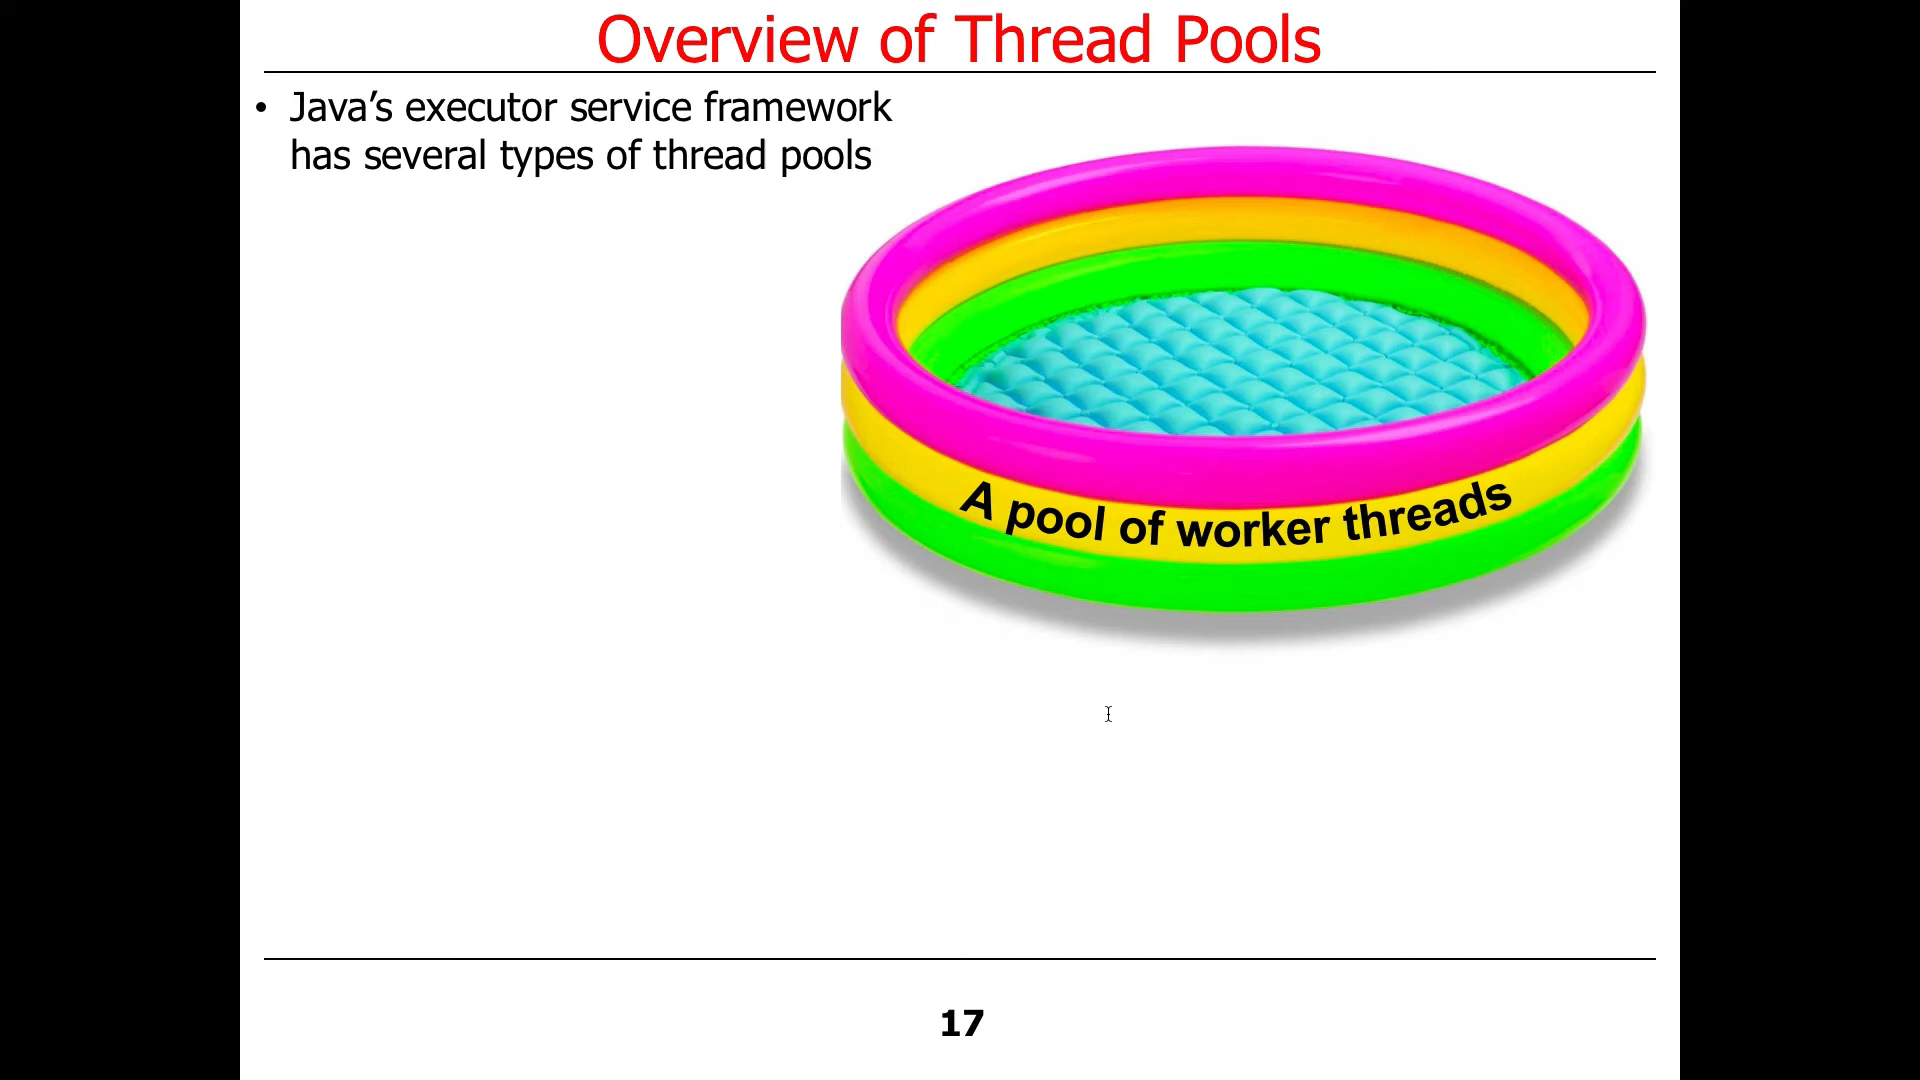 Overview of Thread Pools
• Java’s executor service framework
has several types of thread pools
A pool of worker threads
17